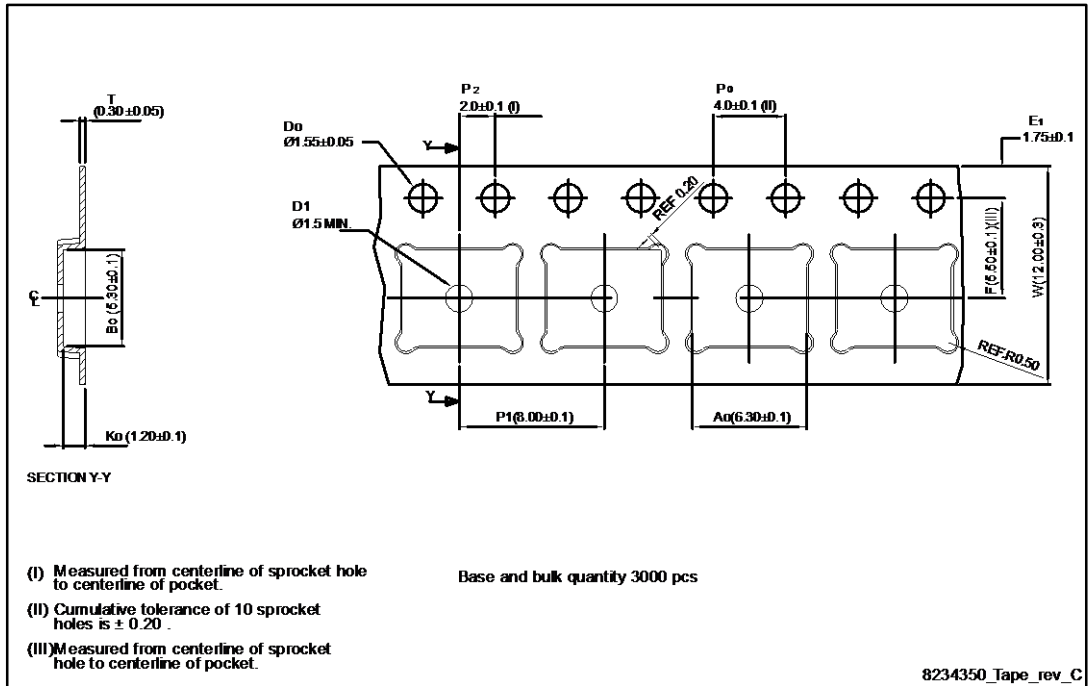 T
(0.30±0.05)
P2
2.0±0.1 (I)
Po
4.0±0.1 (II)
Do
Ø1.55±0.05
E1
1.75±0.1
Y
D1
Ø1.5 MIN.
REF 0.20
Bo (5.30±0.1)
F(5.50±0.1)(III)
W(12.00±0.3)
CL
REF.R0.50
Y
P1(8.00±0.1)
Ao(6.30±0.1)
Ko (1.20±0.1)
SECTION Y-Y
(I) Measured from centerline of sprocket hole
to centerline of pocket.
Base and bulk quantity 3000 pcs
(II) Cumulative tolerance of 10 sprocket
holes is ± 0.20 .
(III)Measured from centerline of sprocket
hole to centerline of pocket.
8234350_Tape_rev_C